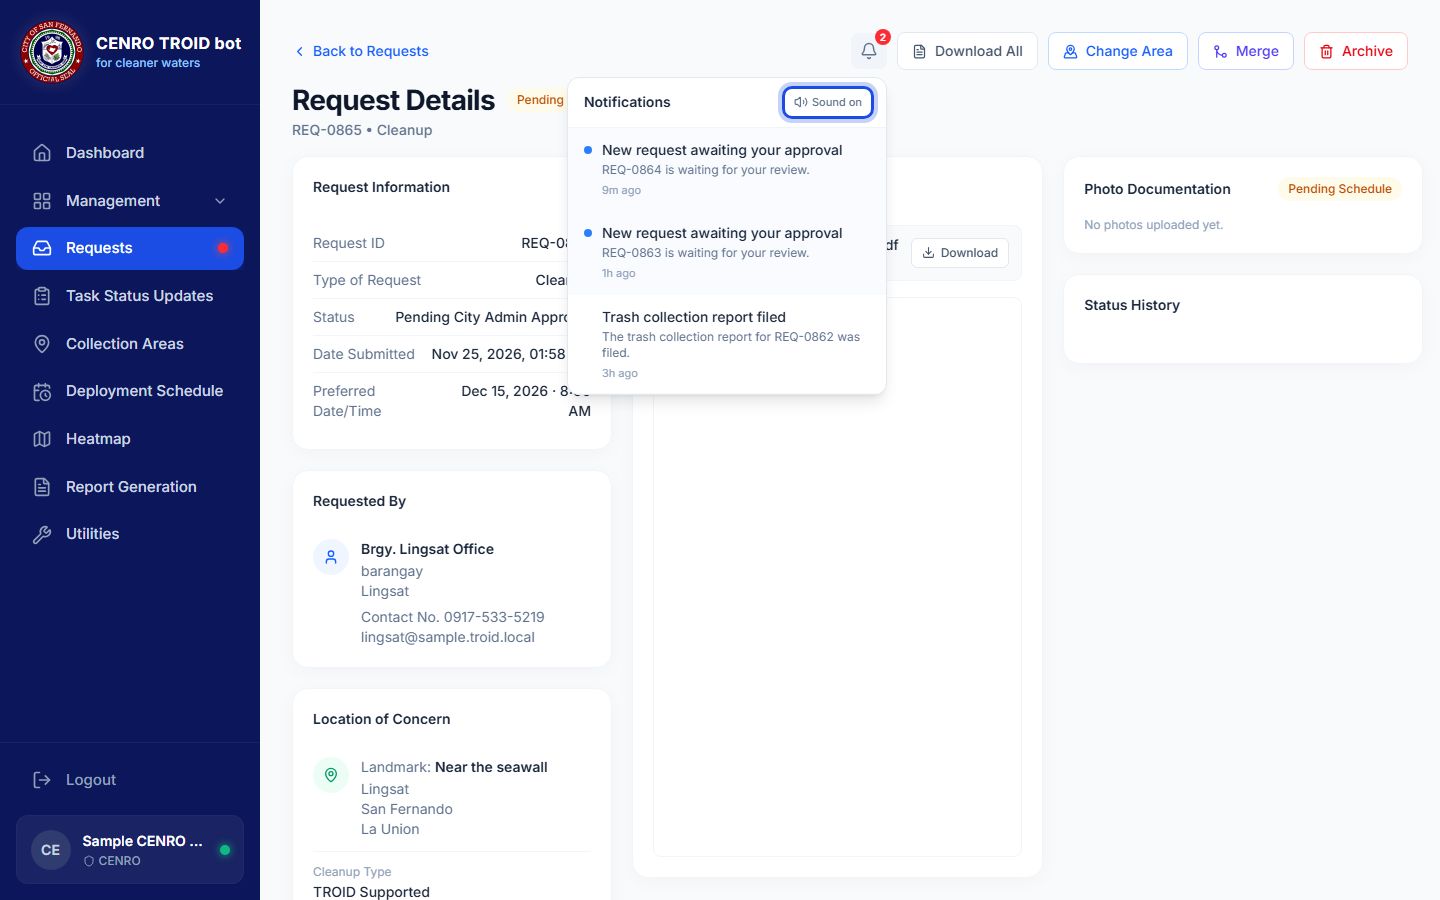 CITY OF SAN FERNANDO
OFFICIAL SEAL
CENRO TROID bot
for cleaner waters
Dashboard
Management
Requests
Task Status Updates
Collection Areas
Deployment Schedule
Heatmap
Report Generation
Utilities
Logout
CE
Sample CENRO ...
CENRO
Back to Requests
2
Download All
Change Area
Merge
Archive
Request Details
Pending
REQ-0865 • Cleanup
Notifications
Sound on
New request awaiting your approval
REQ-0864 is waiting for your review.
9m ago
New request awaiting your approval
REQ-0863 is waiting for your review.
1h ago
Trash collection report filed
The trash collection report for REQ-0862 was
filed.
3h ago
Request Information
Request ID
Type of Request
Status
Pending City Admin
Date Submitted
Nov 25, 2026, 01:58
Preferred
Date/Time
Dec 15, 2026 ·
AM
Requested By
Brgy. Lingsat Office
barangay
Lingsat
Contact No. 0917-533-5219
lingsat@sample.troid.local
Location of Concern
Landmark: Near the seawall
Lingsat
San Fernando
La Union
Cleanup Type
TROID Supported
Download
Photo Documentation
Pending Schedule
No photos uploaded yet.
Status History